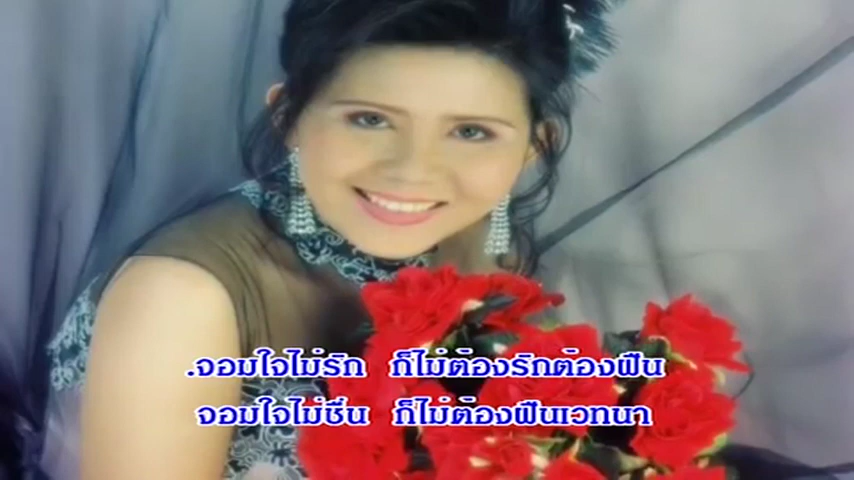 .จอมใจไม่รัก ก็ไม่ต้องรักต้องฝืน
จอมใจไม่ชื่น ก็ไม่ต้องฝืนเวทนา